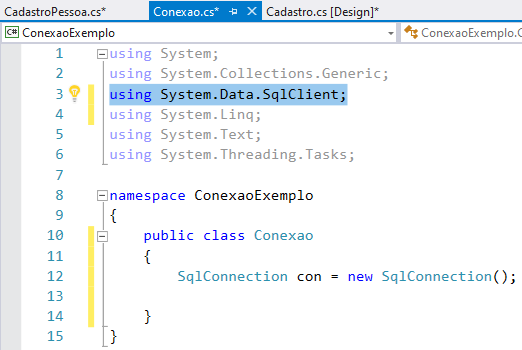 CadastroPessoa.cs* Conexao.cs* Cadastro.cs [Design]*
C# ConexaoExemplo ConexaoExemplo.C
1 using System;
2 using System.Collections.Generic;
3 using System.Data.SqlClient;
4 using System.Linq;
5 using System.Text;
6 using System.Threading.Tasks;
7
8 namespace ConexaoExemplo
9 {
10 public class Conexao
11 {
12 SqlConnection con = new SqlConnection();
13
14 }
15 }